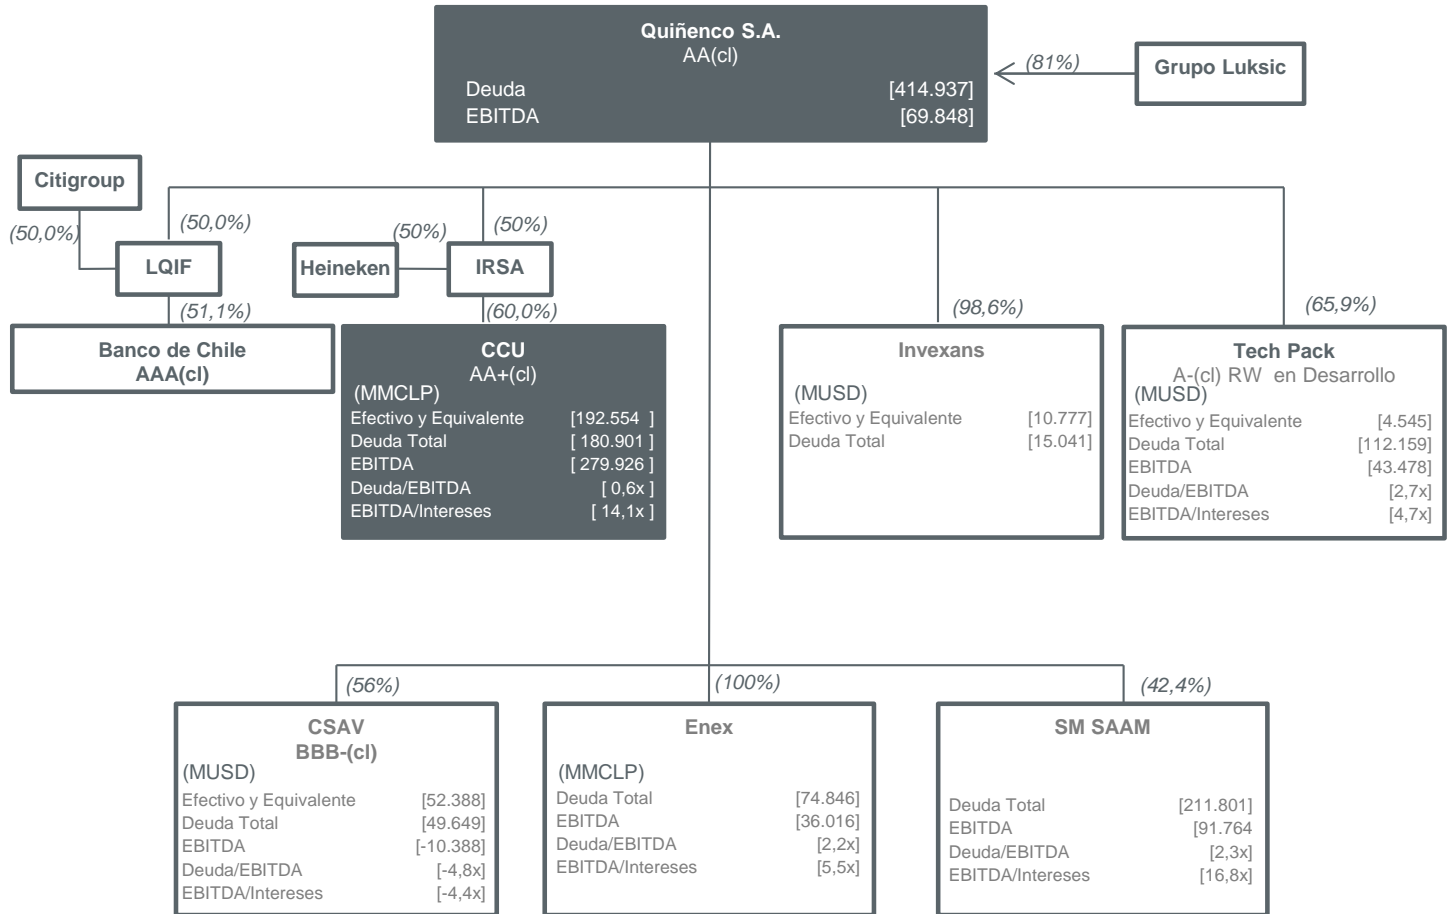 Quiñenco S.A.
AA(cl)
Deuda [414.937]
EBITDA [69.848]
(81%)
Grupo Luksic
Citigroup
(50,0%)
(50,0%)
LQIF
(51,1%)
Banco de Chile
AAA(cl)
Heineken
(50%)
(50%)
IRSA
(60,0%)
CCU
AA+(cl)
(MMCLP)
Efectivo y Equivalente [192.554 ]
Deuda Total [ 180.901 ]
EBITDA [ 279.926 ]
Deuda/EBITDA [ 0,6x ]
EBITDA/Intereses [ 14,1x ]
(98,6%)
Invexans
(MUSD)
Efectivo y Equivalente [10.777]
Deuda Total [15.041]
(65,9%)
Tech Pack
A-(cl) RW en Desarrollo
(MUSD)
Efectivo y Equivalente [4.545]
Deuda Total [112.159]
EBITDA [43.478]
Deuda/EBITDA [2,7x]
EBITDA/Intereses [4,7x]
(56%)
CSAV
BBB-(cl)
(MUSD)
Efectivo y Equivalente [52.388]
Deuda Total [49.649]
EBITDA [-10.388]
Deuda/EBITDA [-4,8x]
EBITDA/Intereses [-4,4x]
(100%)
Enex
(MMCLP)
Deuda Total [74.846]
EBITDA [36.016]
Deuda/EBITDA [2,2x]
EBITDA/Intereses [5,5x]
(42,4%)
SM SAAM
Deuda Total [211.801]
EBITDA [91.764
Deuda/EBITDA [2,3x]
EBITDA/Intereses [16,8x]